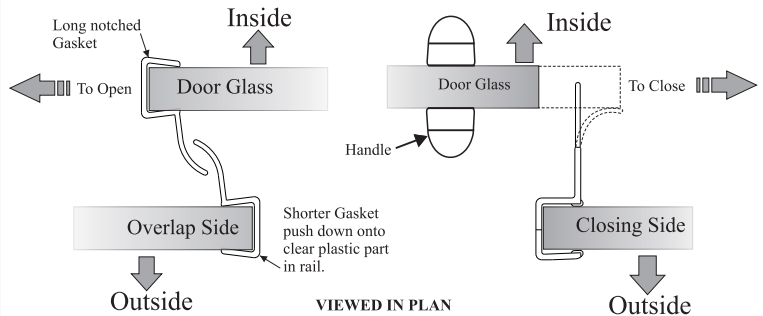 Long notched
Gasket
Inside
To Open
Door Glass
Overlap Side
Shorter Gasket
push down onto
clear plastic part
in rail.
Outside
VIEWED IN PLAN
Inside
Door Glass
To Close
Handle
Closing Side
Outside